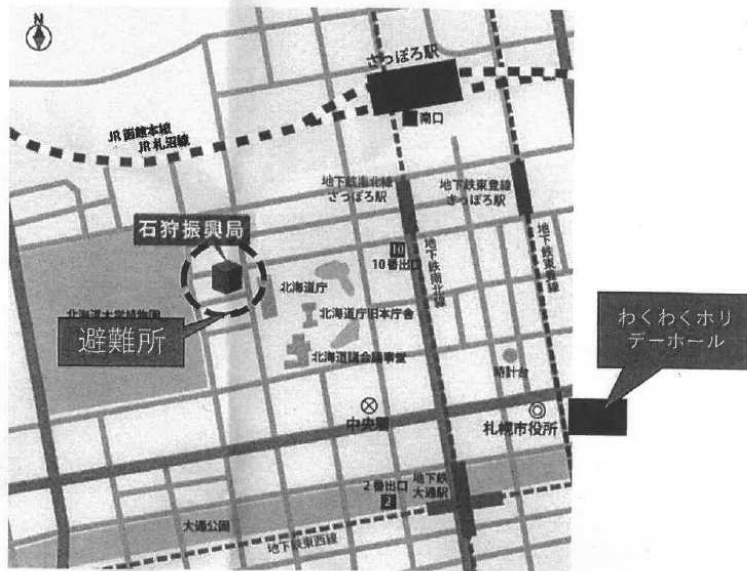 N
さっぽろ駅
JR函館本線
JR札沼線
南口
地下鉄南北線
さっぽろ駅
地下鉄東豊線
さっぽろ駅
石狩振興局
10
10番出口
地下鉄南北線
地下鉄東豊線
北海道庁
北海道庁旧本庁舎
北海道大学植物園
避難所
北海道議会議事堂
わくわくホリ
デーホール
時計台
中央署
札幌市役所
2番出口
2
地下鉄
大通駅
大通公園
地下鉄東西線